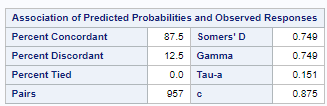 Association of Predicted Probabilities and Observed Responses
Percent Concordant 87.5 Somers' D 0.749
Percent Discordant 12.5 Gamma 0.749
Percent Tied 0.0 Tau-a 0.151
Pairs 957 c 0.875